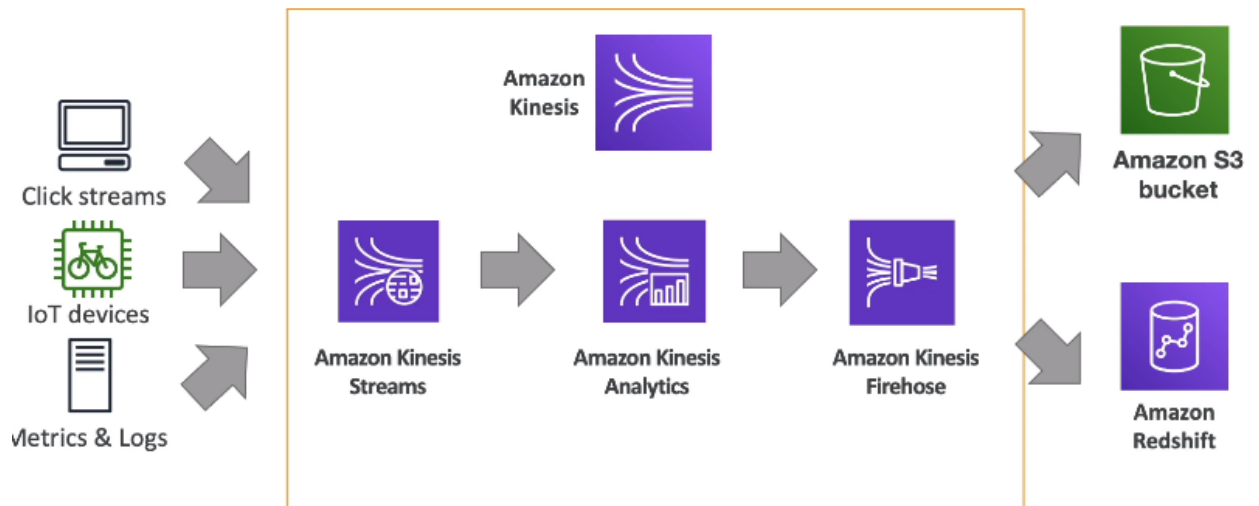 Amazon
Kinesis
Click streams
IoT devices
Metrics & Logs
Amazon Kinesis
Streams
Amazon Kinesis
Analytics
Amazon Kinesis
Firehose
Amazon S3
bucket
Amazon
Redshift